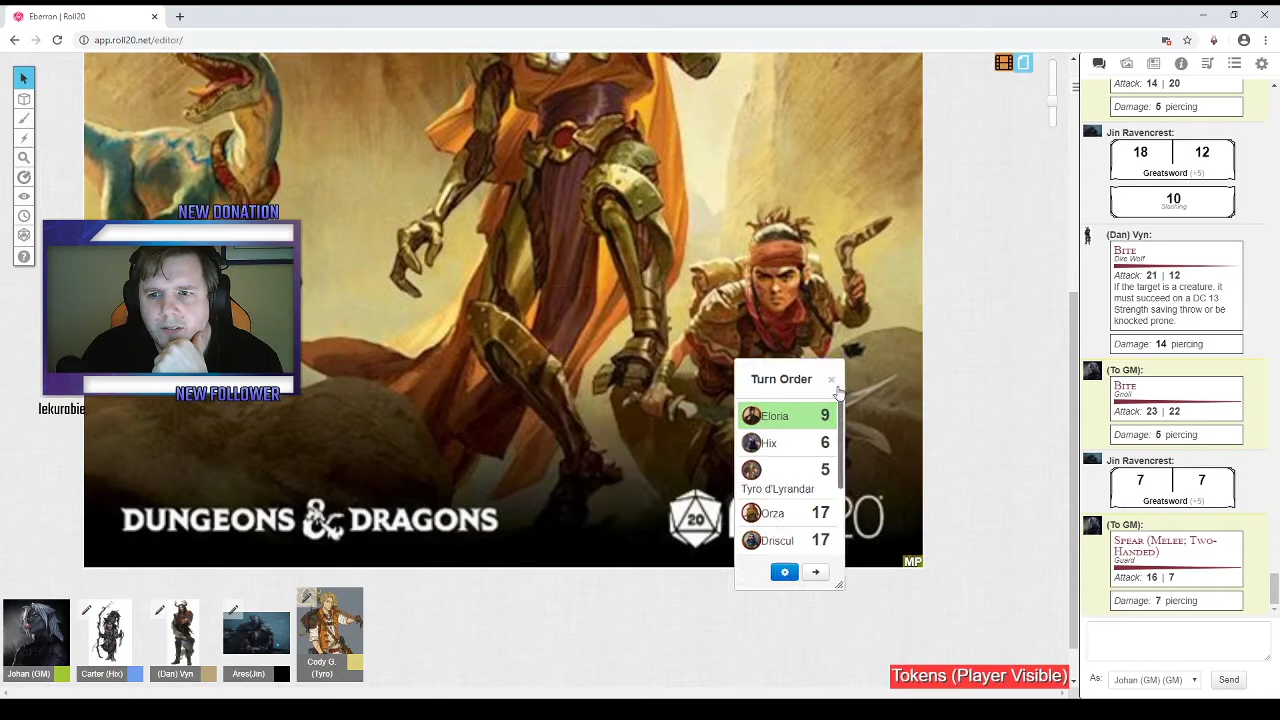 Eberron | Roll20
app.roll20.net/editor/
NEW DONATION
NEW FOLLOWER
lekurobie
DUNGEONS & DRAGONS
20
20
MP
Turn Order
Eloria 9
Hix 6
5
Tyro d'Lyrandar
Orza 17
Driscul 17
Johan (GM)
Carter (Hix)
(Dan) Vyn
Ares(Jin)
Cody G.
(Tyro)
Tokens (Player Visible)
Attack: 14 | 20
Damage: 5 piercing
Jin Ravencrest:
18 12
Greatsword (+5)
10
Slashing
(Dan) Vyn:
BITE
Dire Wolf
Attack: 21 | 12
If the target is a creature, it
must succeed on a DC 13
Strength saving throw or be
knocked prone.
Damage: 14 piercing
(To GM):
BITE
Gnoll
Attack: 23 | 22
Damage: 5 piercing
Jin Ravencrest:
7 7
Greatsword (+5)
(To GM):
SPEAR (MELEE; TWO-
HANDED)
Guard
Attack: 16 | 7
Damage: 7 piercing
As: Johan (GM) (GM) Send